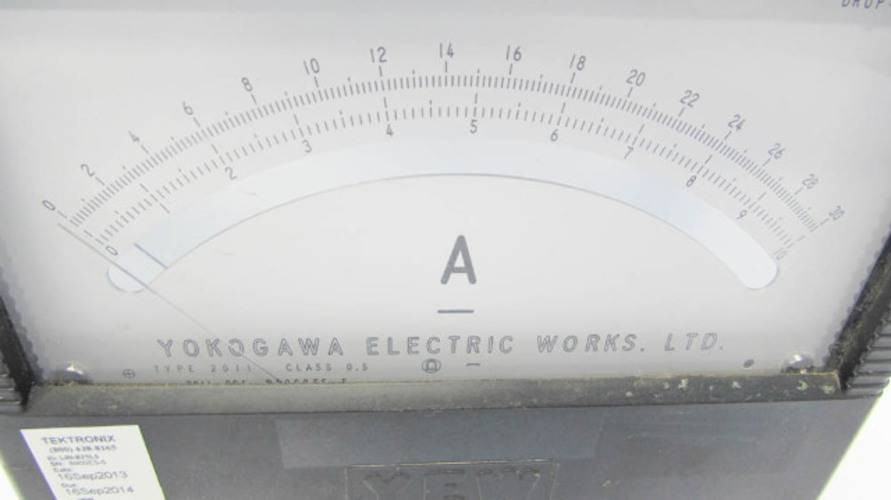 0 2 4 6 8 10 12 14 16 18 20 22 24 26 28 30
0 2 3 4 5 6 7 8 9 10
A
YOKOGAWA ELECTRIC WORKS. LTD.
TYPE 2011 CLASS 0.5
TEKTRONIX
16Sep2013
16Sep2014
YEW